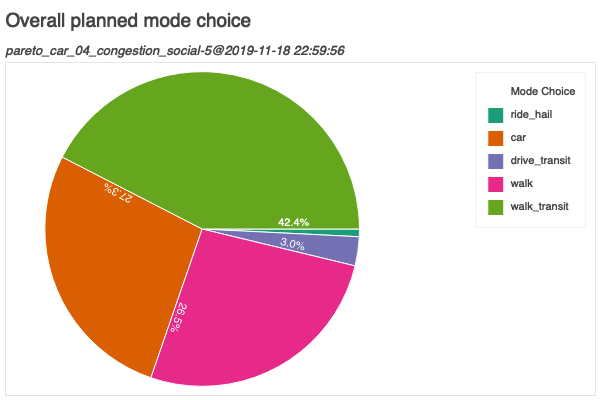 Overall planned mode choice
pareto_car_04_congestion_social-5@2019-11-18 22:59:56
Mode Choice
ride_hail
car
drive_transit
walk
walk_transit
27.3%
42.4%
3.0%
26.5%